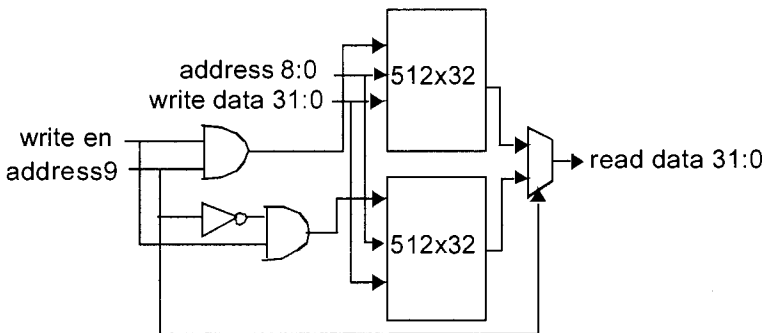 address 8:0
512x32
write data 31:0
write en
read data 31:0
address9
512x32